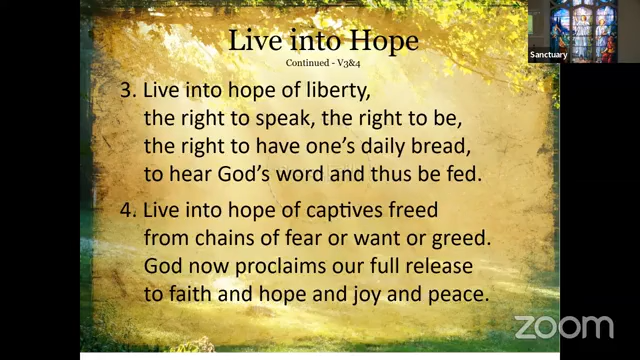 Live into Hope
Continued - V3&4
Sanctuary
3. Live into hope of liberty,
the right to speak, the right to be,
the right to have one's daily bread,
to hear God's word and thus be fed.
4. Live into hope of captives freed
from chains of fear or want or greed.
God now proclaims our full release
to faith and hope and joy and peace.
zoom